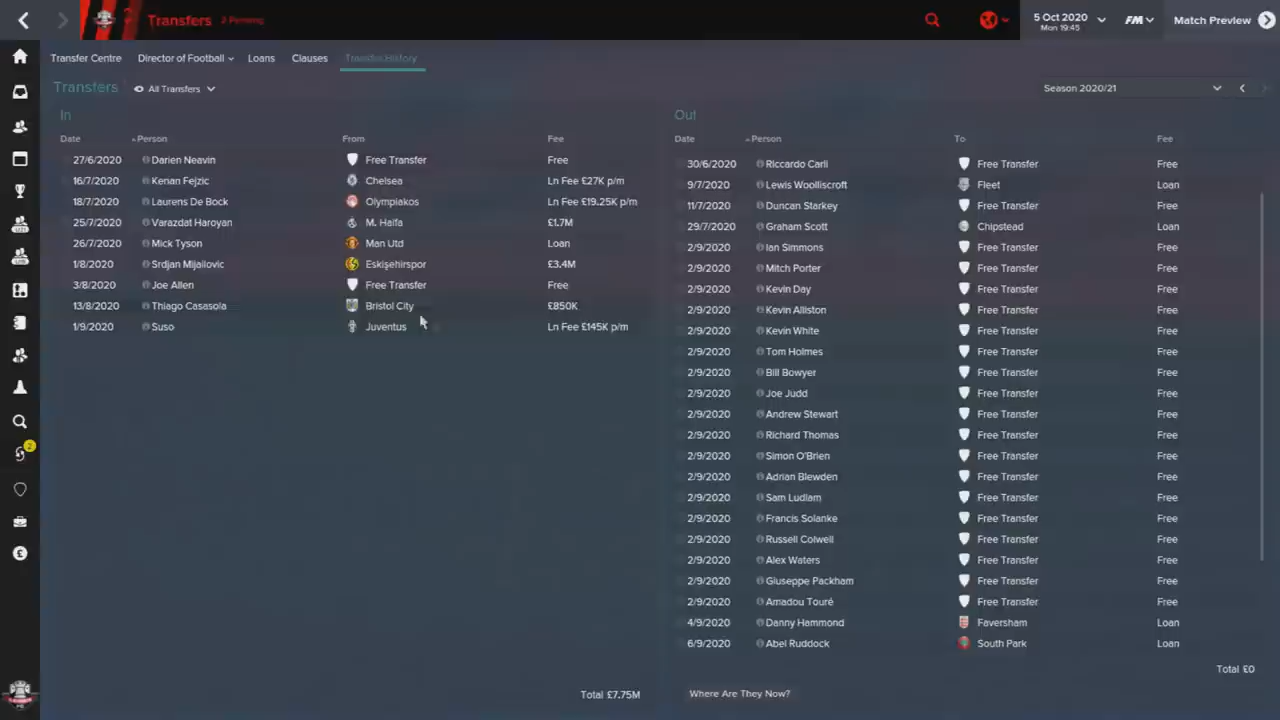 Transfers 2 Pending
5 Oct 2020
Mon 19:45
FM
Match Preview
Transfer Centre Director of Football Loans Clauses Transfer History
Transfers All Transfers
Season 2020/21
In
Date Person From Fee
27/6/2020 Darien Neavin Free Transfer Free
16/7/2020 Kenan Fejzic Chelsea Ln Fee £27K p/m
18/7/2020 Laurens De Bock Olympiakos Ln Fee £19.25K p/m
25/7/2020 Varazdat Haroyan M. Haifa £1.7M
26/7/2020 Mick Tyson Man Utd Loan
1/8/2020 Srdjan Mijailovic Eskişehirspor £3.4M
3/8/2020 Joe Allen Free Transfer Free
13/8/2020 Thiago Casasola Bristol City £850K
1/9/2020 Suso Juventus Ln Fee £145K p/m
Total £7.75M
Out
Date Person To Fee
30/6/2020 Riccardo Carli Free Transfer Free
9/7/2020 Lewis Woolliscroft Fleet Loan
11/7/2020 Duncan Starkey Free Transfer Free
29/7/2020 Graham Scott Chipstead Loan
2/9/2020 Ian Simmons Free Transfer Free
2/9/2020 Mitch Porter Free Transfer Free
2/9/2020 Kevin Day Free Transfer Free
2/9/2020 Kevin Alliston Free Transfer Free
2/9/2020 Kevin White Free Transfer Free
2/9/2020 Tom Holmes Free Transfer Free
2/9/2020 Bill Bowyer Free Transfer Free
2/9/2020 Joe Judd Free Transfer Free
2/9/2020 Andrew Stewart Free Transfer Free
2/9/2020 Richard Thomas Free Transfer Free
2/9/2020 Simon O'Brien Free Transfer Free
2/9/2020 Adrian Blewden Free Transfer Free
2/9/2020 Sam Ludlam Free Transfer Free
2/9/2020 Francis Solanke Free Transfer Free
2/9/2020 Russell Colwell Free Transfer Free
2/9/2020 Alex Waters Free Transfer Free
2/9/2020 Giuseppe Packham Free Transfer Free
2/9/2020 Amadou Touré Free Transfer Free
4/9/2020 Danny Hammond Faversham Loan
6/9/2020 Abel Ruddock South Park Loan
Total £0
Where Are They Now?
2